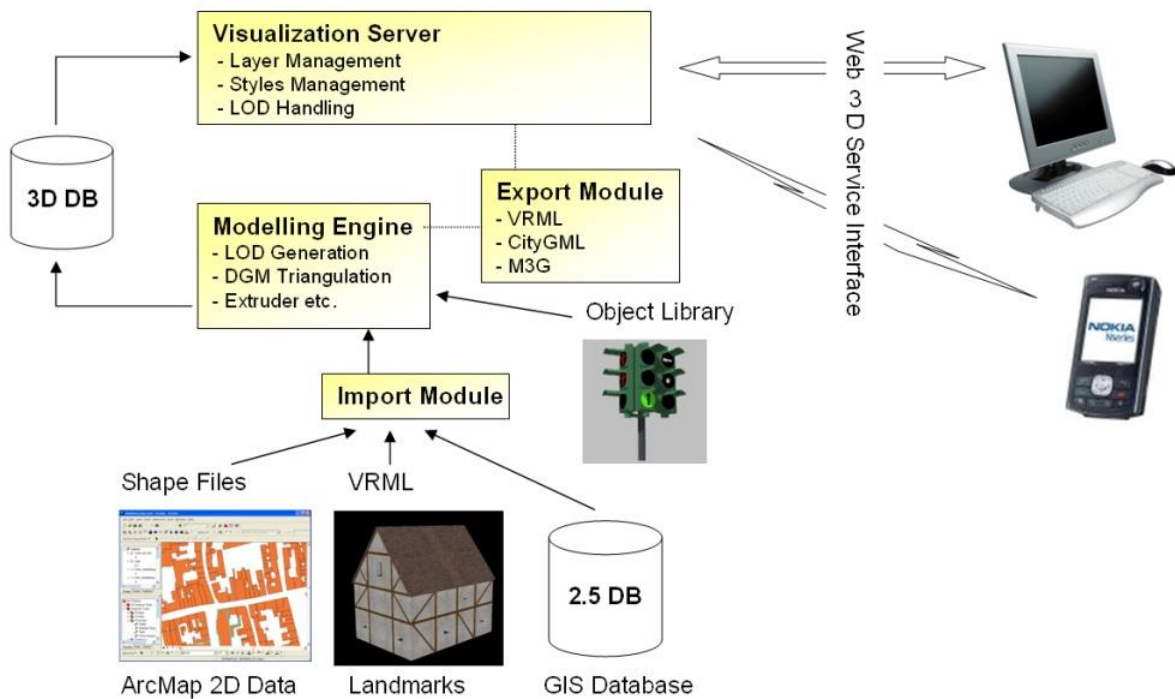 Visualization Server
- Layer Management
- Styles Management
- LOD Handling
Web 3D Service Interface
3D DB
Export Module
- VRML
- CityGML
- M3G
Modelling Engine
- LOD Generation
- DGM Triangulation
- Extruder etc.
Object Library
NOKIA
NOKIA
Nseries
Import Module
Shape Files
VRML
2.5 DB
ArcMap 2D Data
Landmarks
GIS Database